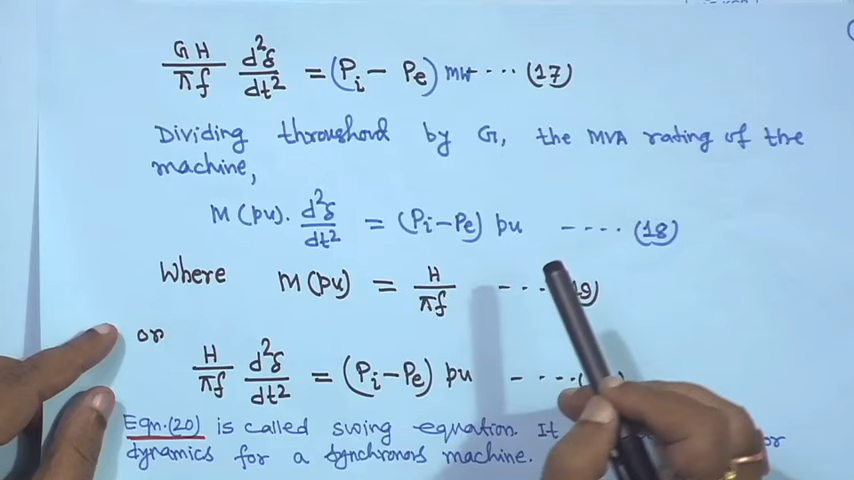 GH/πf d²δ/dt² = (Pi - Pe) MW ---- (17)
Dividing throughout by G, the MVA rating of the
machine,
M(pu). d²δ/dt² = (Pi-Pe) pu ---- (18)
Where M(pu) = H/πf ---- (19)
or
H/πf d²δ/dt² = (Pi-Pe) pu ----
Eqn.(20) is called swing equation. It
dynamics for a synchronous machine.